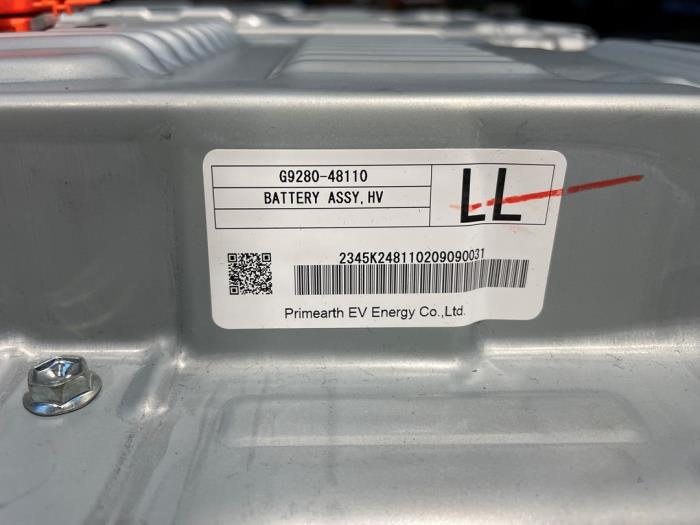 G9280-48110
BATTERY ASSY, HV
LL
2345K248110209090031
Primearth EV Energy Co.,Ltd.